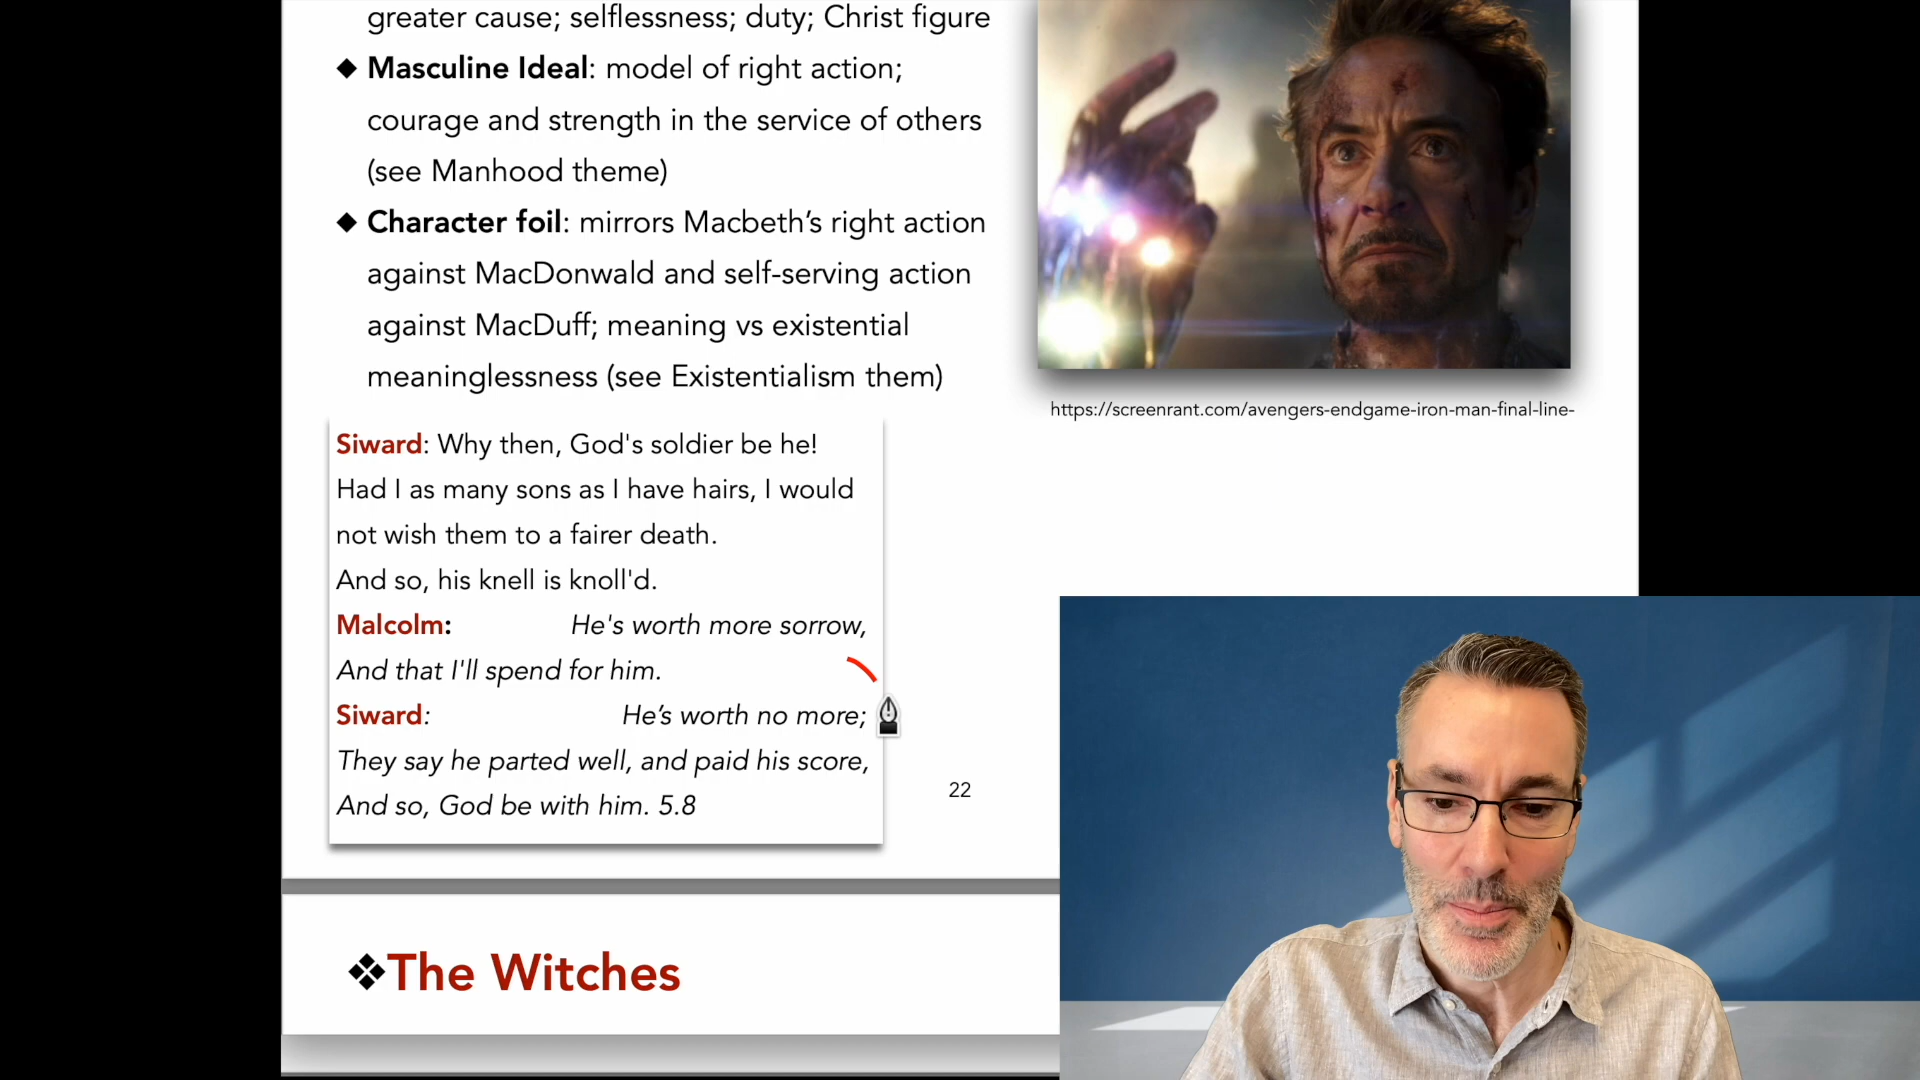 greater cause; selflessness; duty; Christ figure
◆ Masculine Ideal: model of right action;
courage and strength in the service of others
(see Manhood theme)
◆ Character foil: mirrors Macbeth’s right action
against MacDonwald and self-serving action
against MacDuff; meaning vs existential
meaninglessness (see Existentialism them)
https://screenrant.com/avengers-endgame-iron-man-final-line-
Siward: Why then, God's soldier be he!
Had I as many sons as I have hairs, I would
not wish them to a fairer death.
And so, his knell is knoll'd.
Malcolm: He's worth more sorrow,
And that I'll spend for him.
Siward: He’s worth no more;
They say he parted well, and paid his score,
And so, God be with him. 5.8
22
❖The Witches